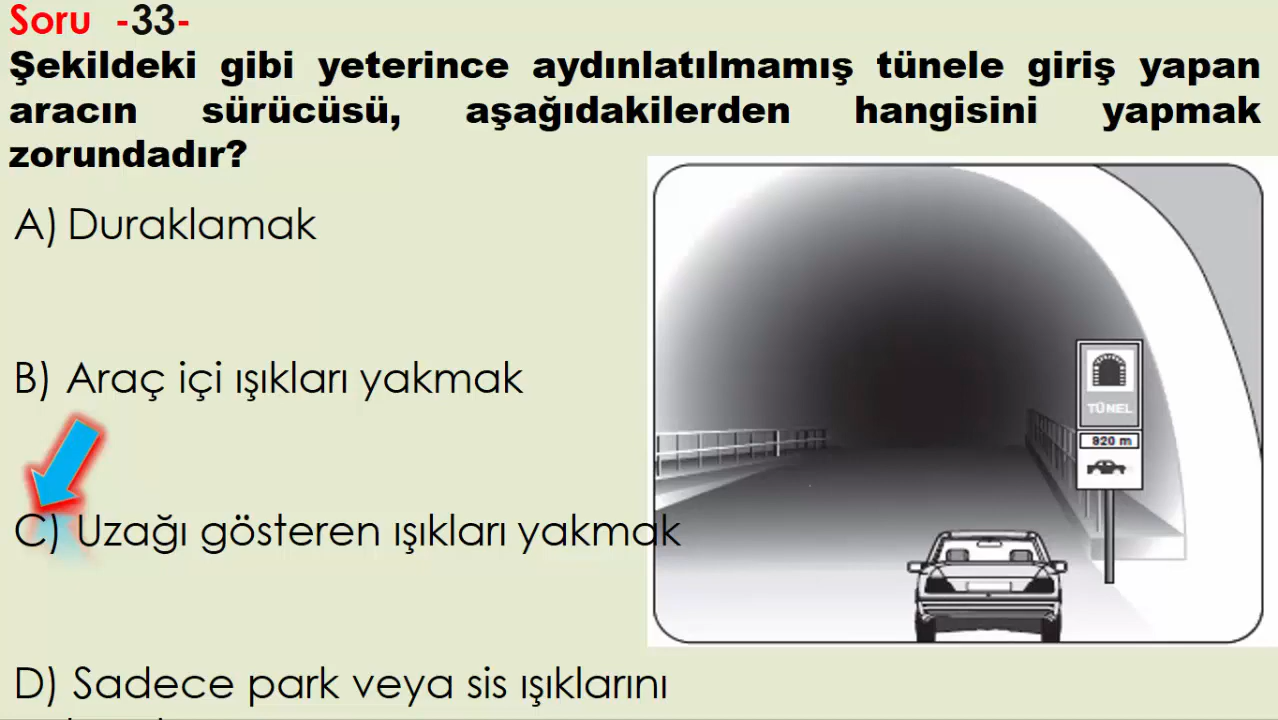 Soru -33-
Şekildeki gibi yeterince aydınlatılmamış tünele giriş yapan
aracın sürücüsü, aşağıdakilerden hangisini yapmak
zorundadır?
A) Duraklamak
B) Araç içi ışıkları yakmak
C) Uzağı gösteren ışıkları yakmak
D) Sadece park veya sis ışıklarını
TÜNEL
920 m